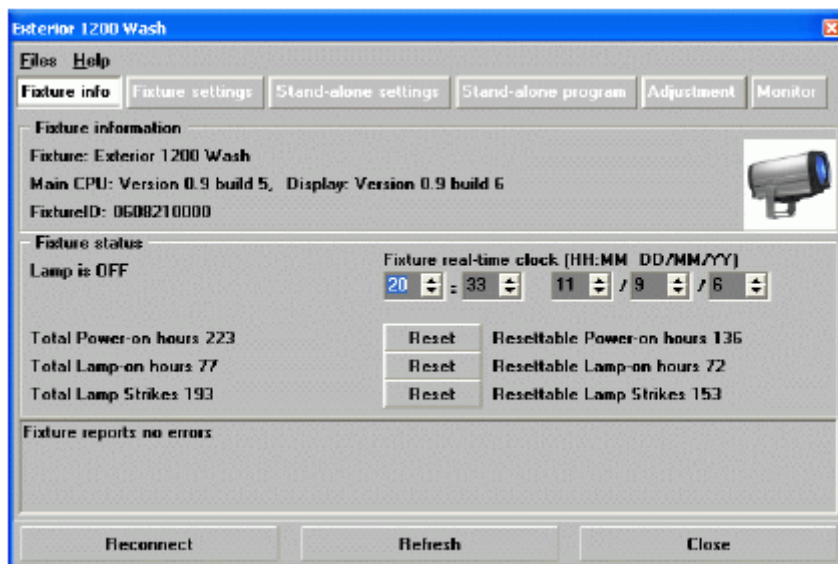 Exterior 1200 Wash
Files Help
Fixture info Fixture settings Stand-alone settings Stand-alone program Adjustment Monitor
Fixture information
Fixture: Exterior 1200 Wash
Main CPU: Version 0.9 build 5, Display: Version 0.9 build 6
FixtureID: 0608210000
Fixture status
Lamp is OFF
Fixture real-time clock (HH:MM DD/MM/YY)
20 : 33 11 / 9 / 6
Total Power-on hours 223 Reset Resettable Power-on hours 136
Total Lamp-on hours 77 Reset Resettable Lamp-on hours 72
Total Lamp Strikes 193 Reset Resettable Lamp Strikes 153
Fixture reports no errors
Reconnect Refresh Close